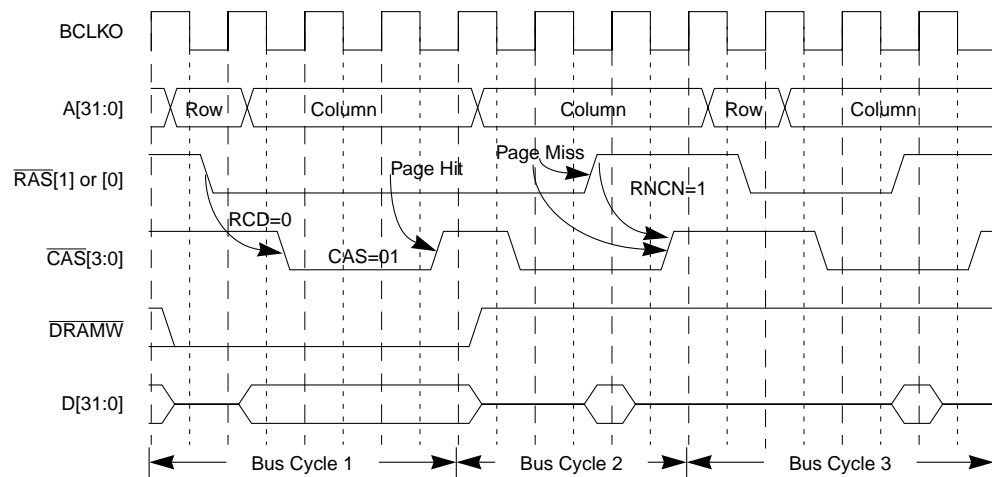 BCLKO
A[31:0]
Row
Column
Column
Row
Column
RAS[1] or [0]
Page Hit
Page Miss
RNCN=1
RCD=0
CAS[3:0]
CAS=01
DRAMW
D[31:0]
Bus Cycle 1
Bus Cycle 2
Bus Cycle 3